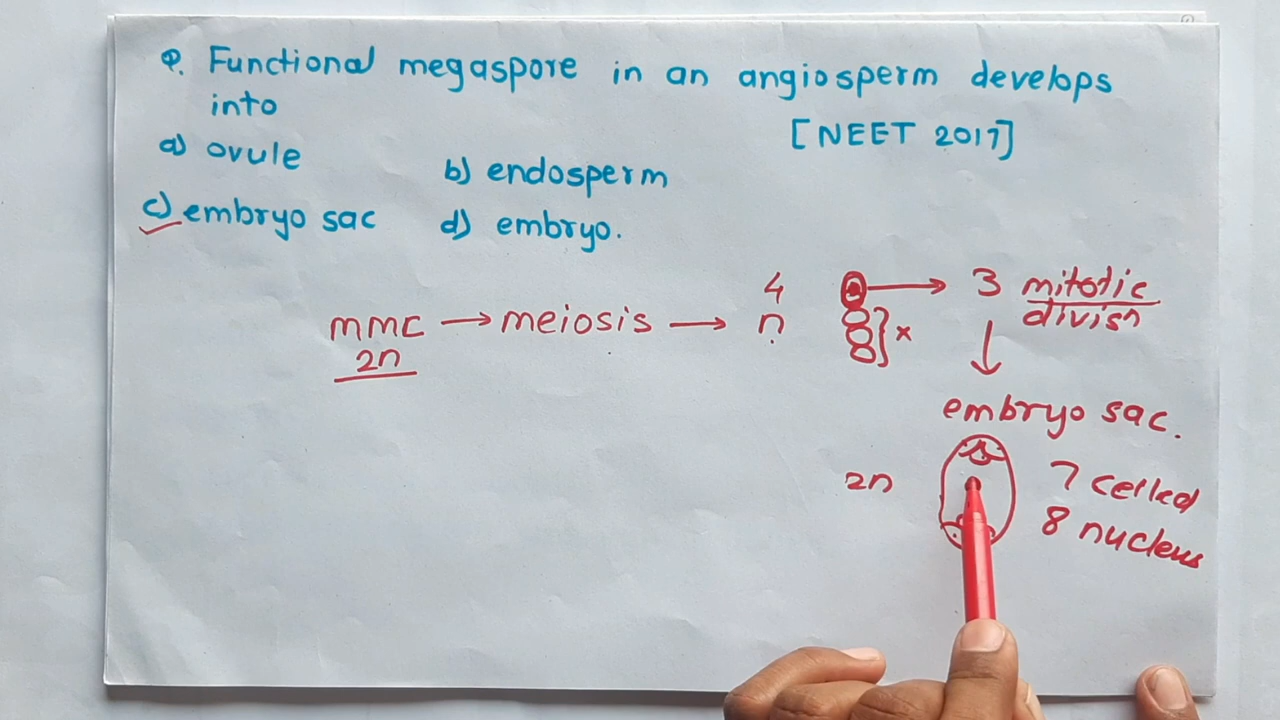 Q. Functional megaspore in an angiosperm develops
into
[NEET 2017]
a) ovule
b) endosperm
c) embryo sac
d) embryo.
MMC → meiosis → 4 n
2n
x
→ 3 mitotic
divisn
embryo sac.
2n
7 celled
8 nucleus